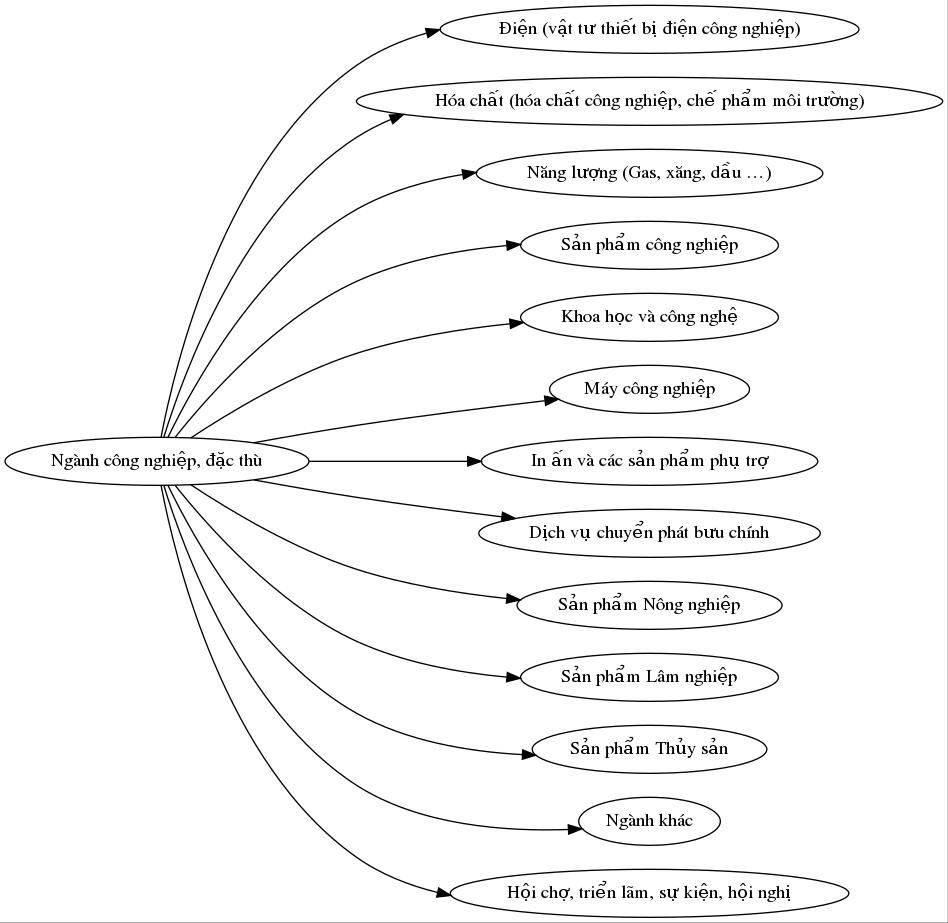 Điện (vật tư thiết bị điện công nghiệp)
Hóa chất (hóa chất công nghiệp, chế phẩm môi trường)
Năng lượng (Gas, xăng, dầu …)
Sản phẩm công nghiệp
Khoa học và công nghệ
Máy công nghiệp
Ngành công nghiệp, đặc thù
In ấn và các sản phẩm phụ trợ
Dịch vụ chuyển phát bưu chính
Sản phẩm Nông nghiệp
Sản phẩm Lâm nghiệp
Sản phẩm Thủy sản
Ngành khác
Hội chợ, triển lãm, sự kiện, hội nghị